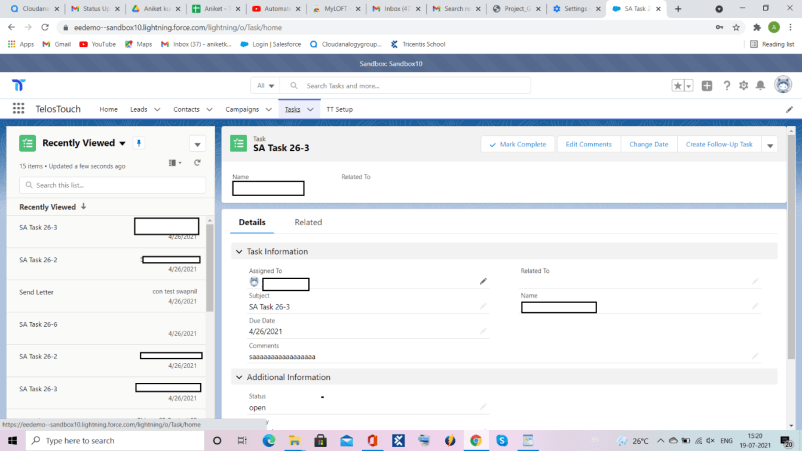 Cloudana
Status Up
Aniket lea
Aniket -
Automate
MyLOFT
Inbox (4
Search re
Project_G
Settings
SA Task 2
eedemo--sandbox10.lightning.force.com/lightning/o/Task/home
Apps
Gmail
YouTube
Maps
Inbox (37) - aniketk...
Login | Salesforce
Cloudanalogygroup...
Tricentis School
Reading list
Sandbox: Sandbox10
All
Search Tasks and more...
TelosTouch
Home
Leads
Contacts
Campaigns
Tasks
TT Setup
Recently Viewed
15 items • Updated a few seconds ago
Search this list...
Recently Viewed
SA Task 26-3
4/26/2021
SA Task 26-2
4/26/2021
Send Letter
con test swapnil
4/26/2021
SA Task 26-6
4/26/2021
SA Task 26-2
4/26/2021
SA Task 26-3
4/26/2021
Task
SA Task 26-3
Mark Complete
Edit Comments
Change Date
Create Follow-Up Task
Name
Related To
Details
Related
Task Information
Assigned To
Related To
Subject
SA Task 26-3
Name
Due Date
4/26/2021
Comments
saaaaaaaaaaaaaaaa
Additional Information
Status
open
https://eedemo--sandbox10.lightning.force.com/lightning/o/Task/home
Type here to search
26°C
ENG
15:20
19-07-2021
20